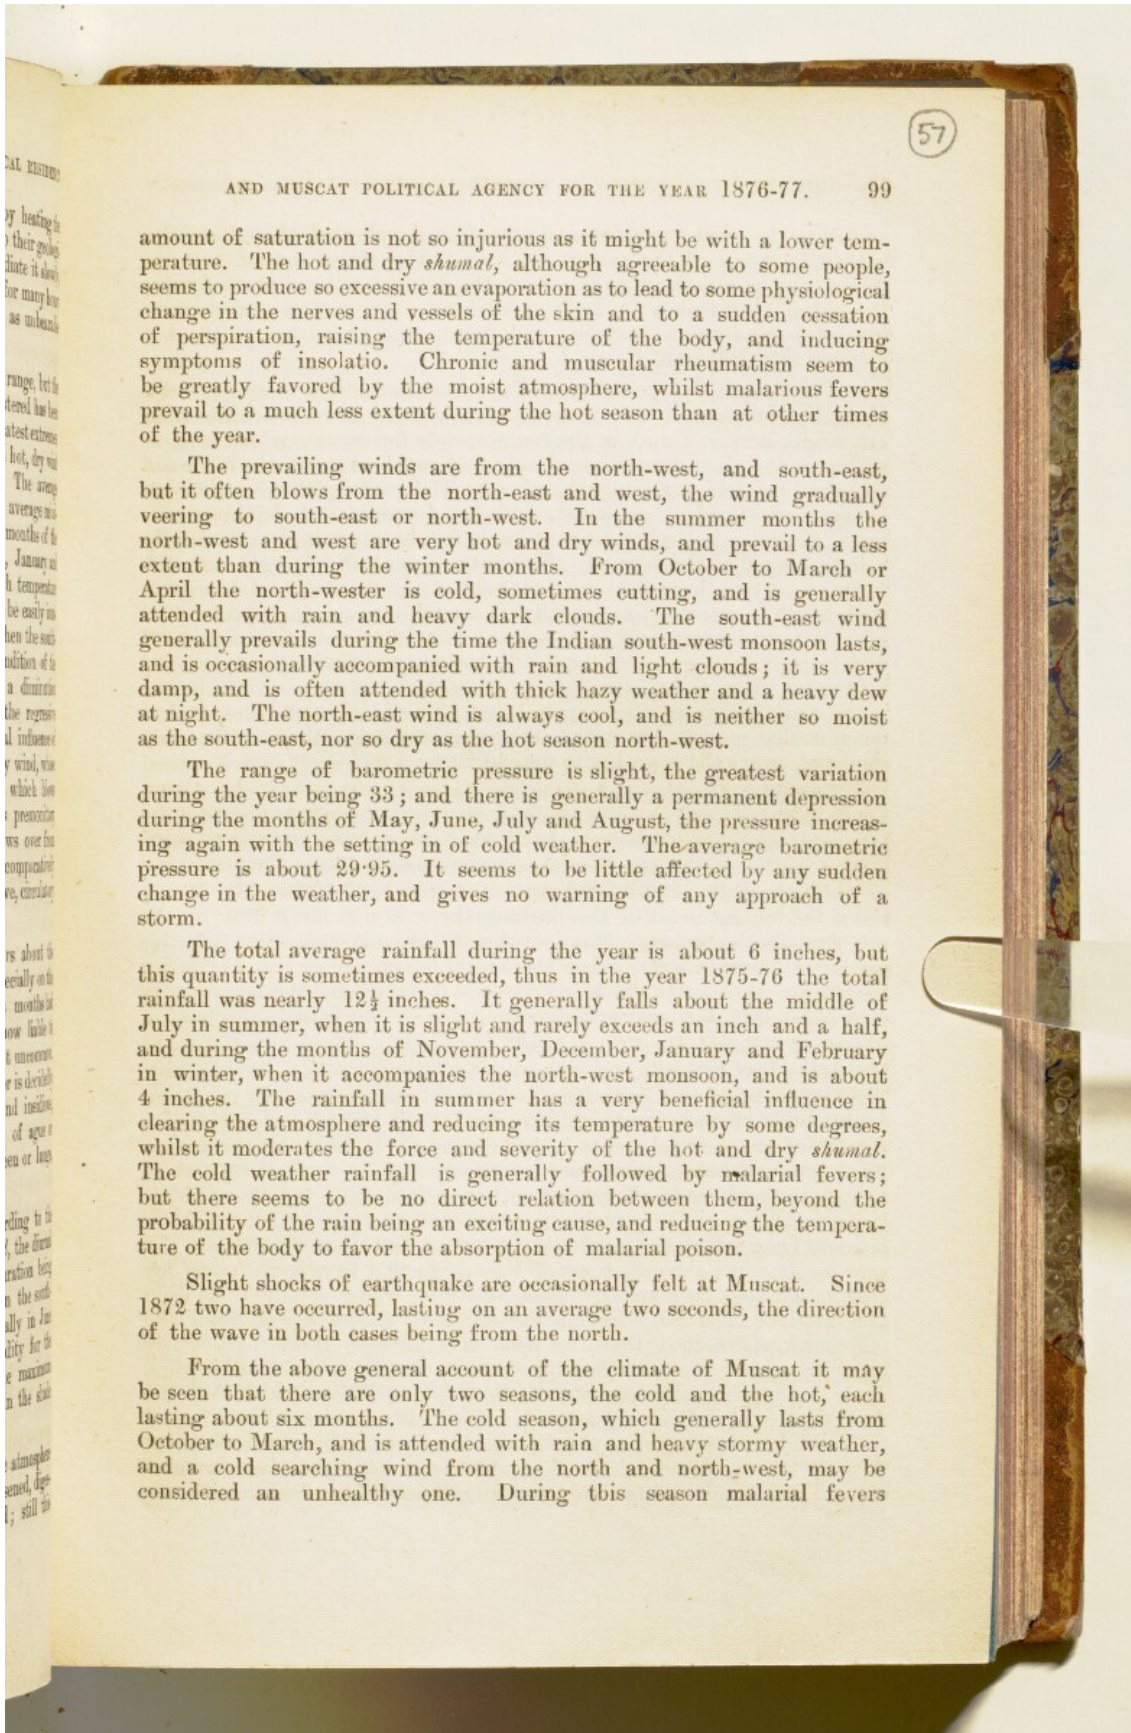 57
AND MUSCAT POLITICAL AGENCY FOR THE YEAR 1876-77. 99
amount of saturation is not so injurious as it might be with a lower tem-
perature. The hot and dry shumal, although agreeable to some people,
seems to produce so excessive an evaporation as to lead to some physiological
change in the nerves and vessels of the skin and to a sudden cessation
of perspiration, raising the temperature of the body, and inducing
symptoms of insolatio. Chronic and muscular rheumatism seem to
be greatly favored by the moist atmosphere, whilst malarious fevers
prevail to a much less extent during the hot season than at other times
of the year.
The prevailing winds are from the north-west, and south-east,
but it often blows from the north-east and west, the wind gradually
veering to south-east or north-west. In the summer months the
north-west and west are very hot and dry winds, and prevail to a less
extent than during the winter months. From October to March or
April the north-wester is cold, sometimes cutting, and is generally
attended with rain and heavy dark clouds. The south-east wind
generally prevails during the time the Indian south-west monsoon lasts,
and is occasionally accompanied with rain and light clouds; it is very
damp, and is often attended with thick hazy weather and a heavy dew
at night. The north-east wind is always cool, and is neither so moist
as the south-east, nor so dry as the hot season north-west.
The range of barometric pressure is slight, the greatest variation
during the year being 33; and there is generally a permanent depression
during the months of May, June, July and August, the pressure increas-
ing again with the setting in of cold weather. The average barometric
pressure is about 29·95. It seems to be little affected by any sudden
change in the weather, and gives no warning of any approach of a
storm.
The total average rainfall during the year is about 6 inches, but
this quantity is sometimes exceeded, thus in the year 1875-76 the total
rainfall was nearly 12½ inches. It generally falls about the middle of
July in summer, when it is slight and rarely exceeds an inch and a half,
and during the months of November, December, January and February
in winter, when it accompanies the north-west monsoon, and is about
4 inches. The rainfall in summer has a very beneficial influence in
clearing the atmosphere and reducing its temperature by some degrees,
whilst it moderates the force and severity of the hot and dry shumal.
The cold weather rainfall is generally followed by malarial fevers;
but there seems to be no direct relation between them, beyond the
probability of the rain being an exciting cause, and reducing the tempera-
ture of the body to favor the absorption of malarial poison.
Slight shocks of earthquake are occasionally felt at Muscat. Since
1872 two have occurred, lasting on an average two seconds, the direction
of the wave in both cases being from the north.
From the above general account of the climate of Muscat it may
be seen that there are only two seasons, the cold and the hot, each
lasting about six months. The cold season, which generally lasts from
October to March, and is attended with rain and heavy stormy weather,
and a cold searching wind from the north and north-west, may be
considered an unhealthy one. During this season malarial fevers